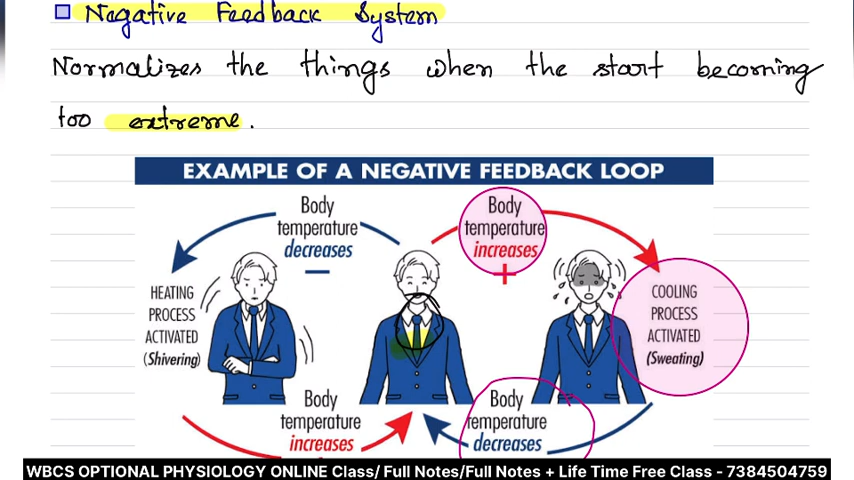 Negative Feedback System
Normalizes the things when the start becoming
too extreme.
EXAMPLE OF A NEGATIVE FEEDBACK LOOP
Body
temperature
decreases
Body
temperature
increases
+
HEATING
PROCESS
ACTIVATED
(Shivering)
COOLING
PROCESS
ACTIVATED
(Sweating)
Body
temperature
increases
Body
temperature
decreases
WBCS OPTIONAL PHYSIOLOGY ONLINE Class/ Full Notes/Full Notes + Life Time Free Class - 7384504759